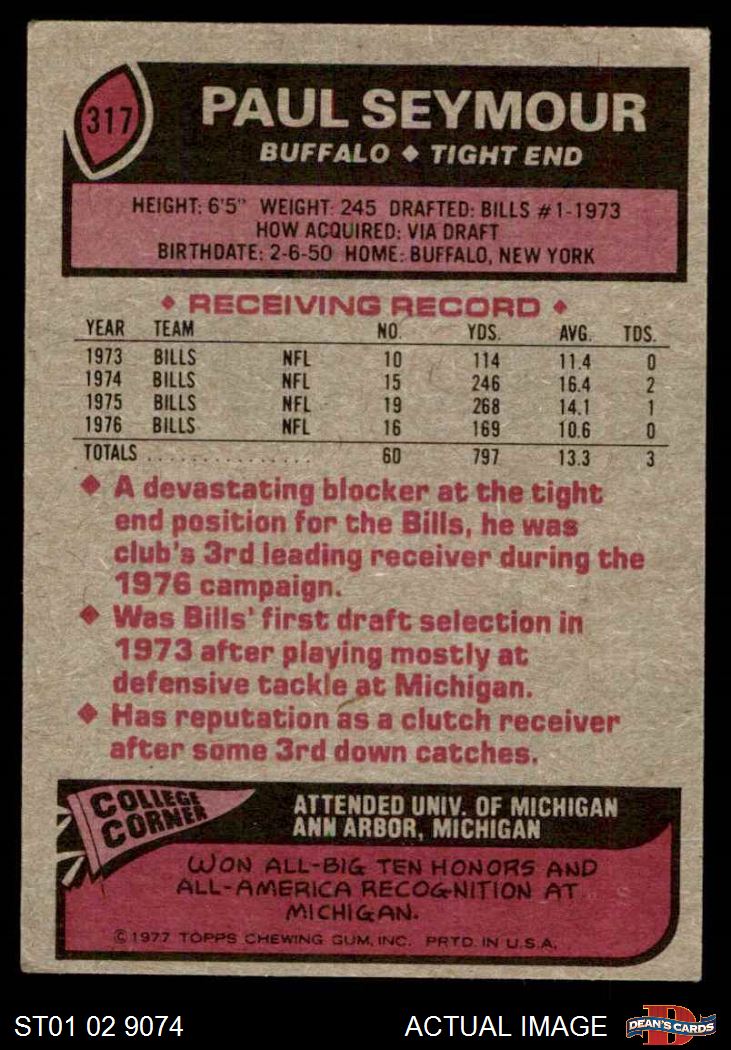 317
PAUL SEYMOUR
BUFFALO ◆ TIGHT END
HEIGHT: 6'5" WEIGHT: 245 DRAFTED: BILLS #1-1973
HOW ACQUIRED: VIA DRAFT
BIRTHDATE: 2-6-50 HOME: BUFFALO, NEW YORK
◆ RECEIVING RECORD ◆
YEAR TEAM NO. YDS. AVG. TDS.
1973 BILLS NFL 10 114 11.4 0
1974 BILLS NFL 15 246 16.4 2
1975 BILLS NFL 19 268 14.1 1
1976 BILLS NFL 16 169 10.6 0
TOTALS ............... 60 797 13.3 3
◆ A devastating blocker at the tight
end position for the Bills, he was
club's 3rd leading receiver during the
1976 campaign.
◆ Was Bills' first draft selection in
1973 after playing mostly at
defensive tackle at Michigan.
◆ Has reputation as a clutch receiver
after some 3rd down catches.
COLLEGE
CORNER
ATTENDED UNIV. OF MICHIGAN
ANN ARBOR, MICHIGAN
WON ALL-BIG TEN HONORS AND
ALL-AMERICA RECOGNITION AT
MICHIGAN.
©1977 TOPPS CHEWING GUM, INC. PRTD. IN U.S.A.
ST01 02 9074 ACTUAL IMAGE
D
DEAN'S CARDS